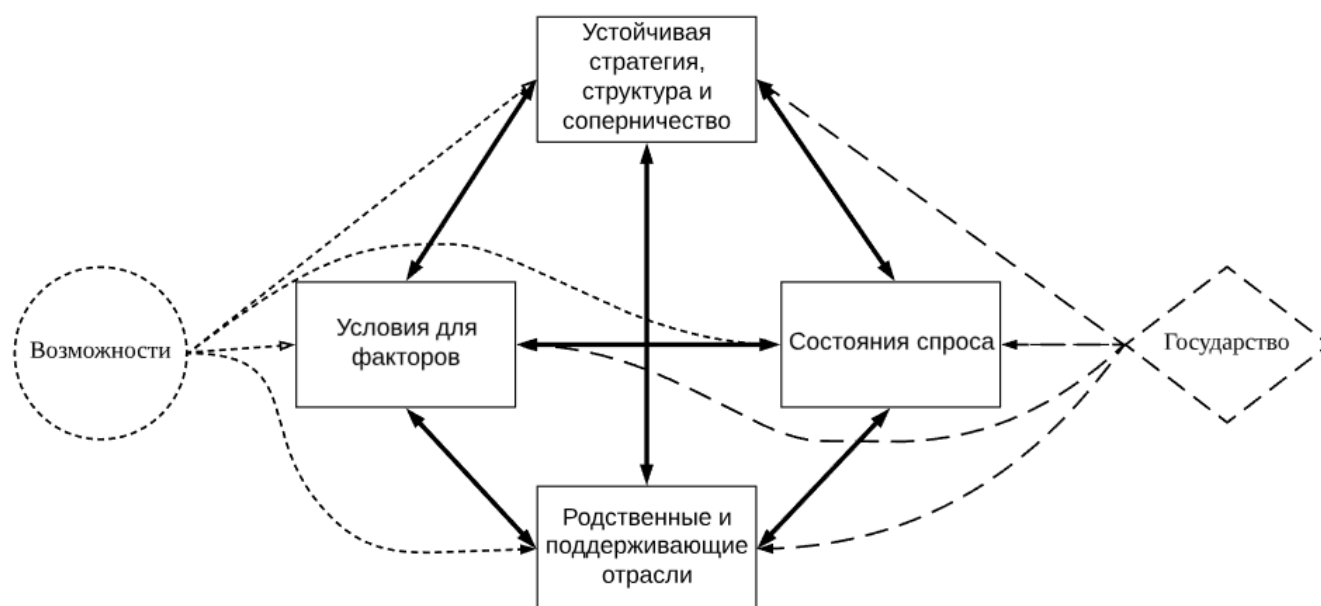 Устойчивая
стратегия,
структура и
соперничество
Возможности
Условия для
факторов
Состояния спроса
Государство
Родственные и
поддерживающие
отрасли